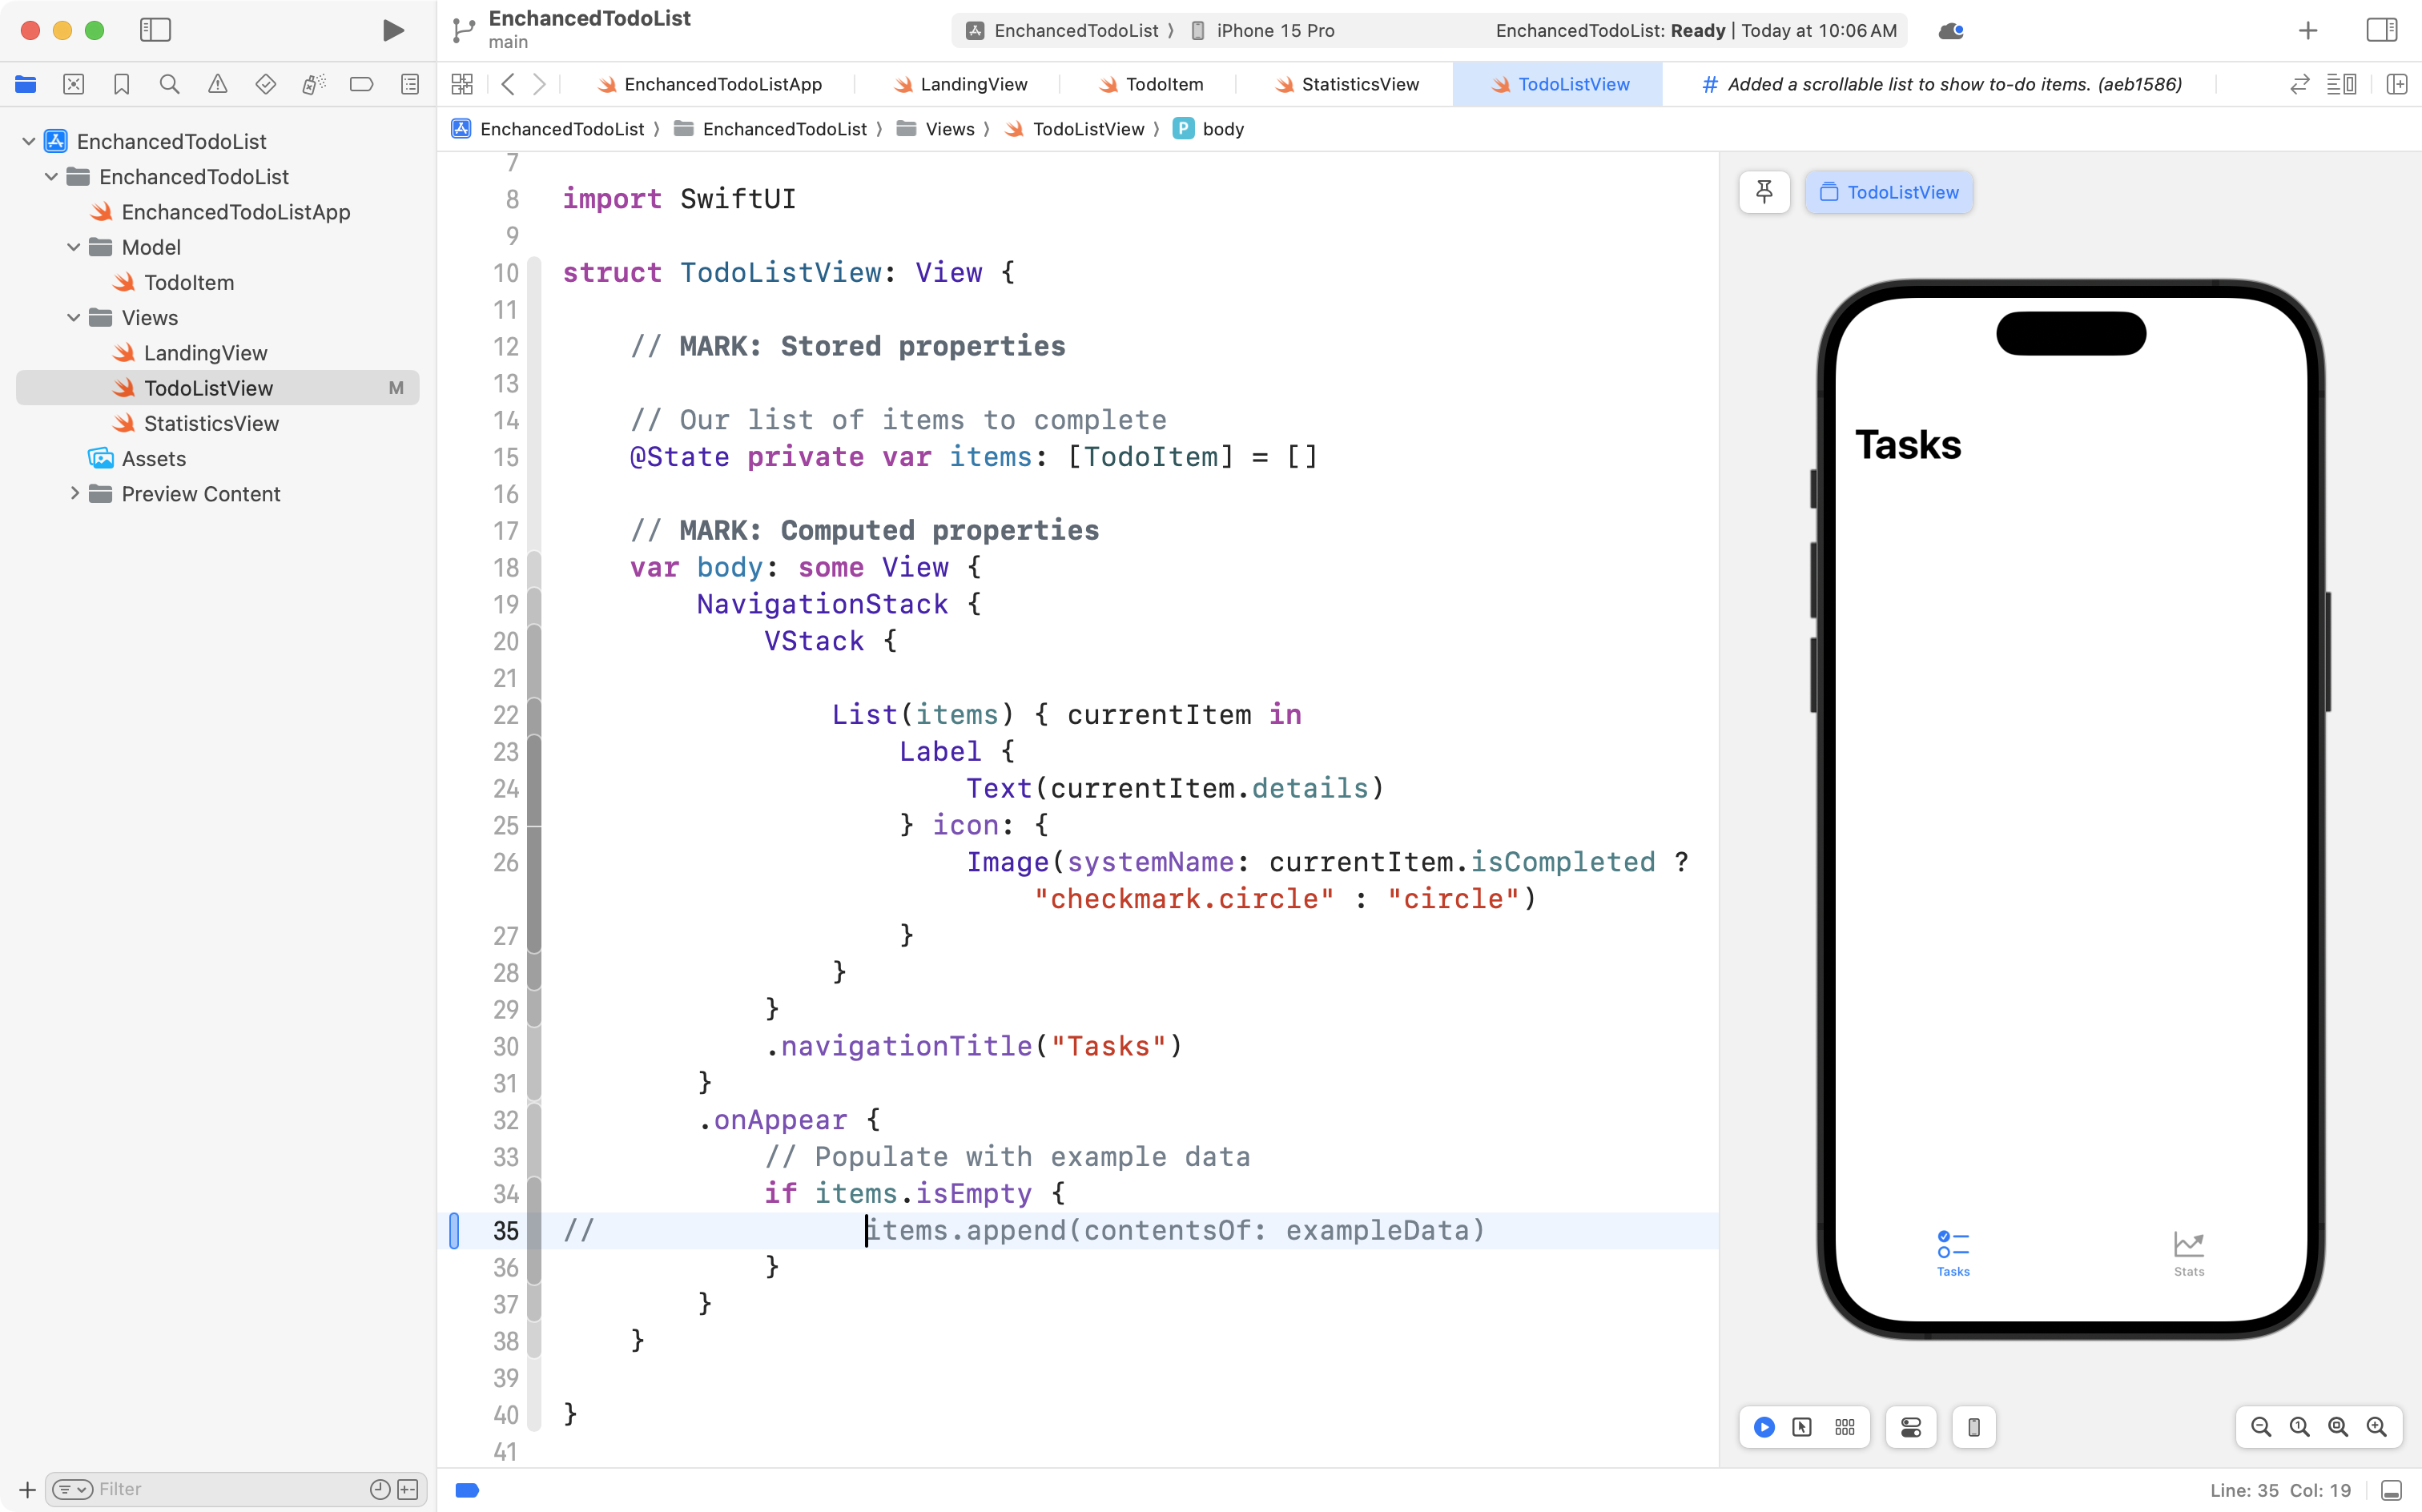 EnchancedTodoList
main
EnchancedTodoList 〉 iPhone 15 Pro
EnchancedTodoList: Ready | Today at 10:06 AM
EnchancedTodoListApp
LandingView
TodoItem
StatisticsView
TodoListView
# Added a scrollable list to show to-do items. (aeb1586)
EnchancedTodoList 〉 EnchancedTodoList 〉 Views 〉 TodoListView 〉 P body
EnchancedTodoList
EnchancedTodoList
EnchancedTodoListApp
Model
TodoItem
Views
LandingView
TodoListView M
StatisticsView
Assets
Preview Content
Filter
7
8 import SwiftUI
9
10 struct TodoListView: View {
11
12 // MARK: Stored properties
13
14 // Our list of items to complete
15 @State private var items: [TodoItem] = []
16
17 // MARK: Computed properties
18 var body: some View {
19 NavigationStack {
20 VStack {
21
22 List(items) { currentItem in
23 Label {
24 Text(currentItem.details)
25 } icon: {
26 Image(systemName: currentItem.isCompleted ?
"checkmark.circle" : "circle")
27 }
28 }
29 }
30 .navigationTitle("Tasks")
31 }
32 .onAppear {
33 // Populate with example data
34 if items.isEmpty {
35 // items.append(contentsOf: exampleData)
36 }
37 }
38 }
39
40 }
41
TodoListView
Tasks
Tasks
Stats
Line: 35 Col: 19